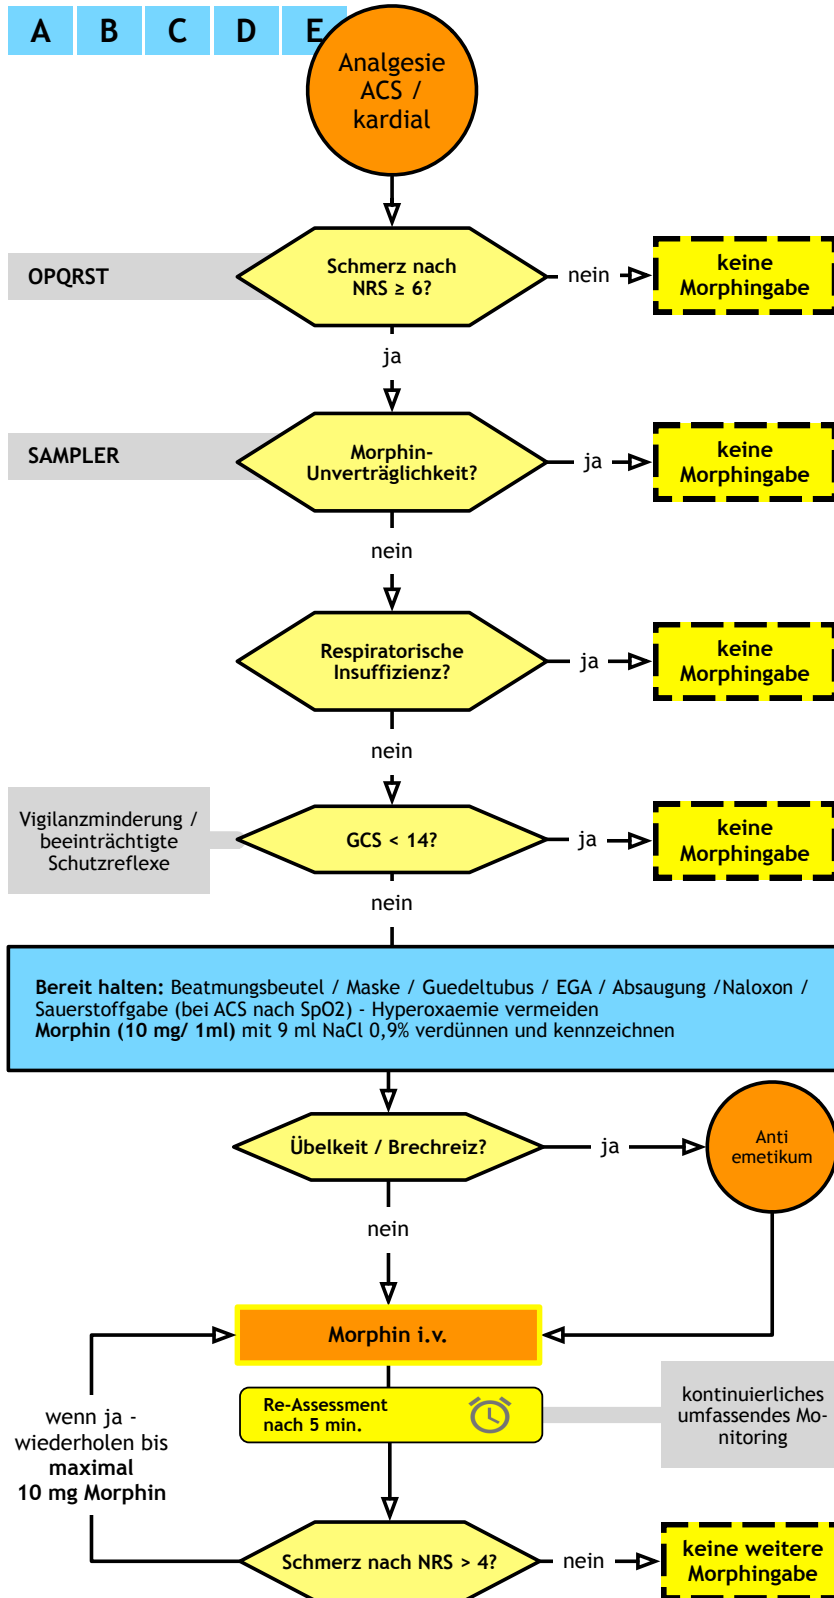 A B C D E
Analgesie
ACS /
kardial
OPQRST
Schmerz nach
NRS ≥ 6?
nein
keine
Morphingabe
ja
SAMPLER
Morphin-
Unverträglichkeit?
ja
keine
Morphingabe
nein
Respiratorische
Insuffizienz?
ja
keine
Morphingabe
nein
Vigilanzminderung /
beeinträchtigte
Schutzreflexe
GCS < 14?
ja
keine
Morphingabe
nein
Bereit halten: Beatmungsbeutel / Maske / Guedeltubus / EGA / Absaugung /Naloxon /
Sauerstoffgabe (bei ACS nach SpO2) - Hyperoxaemie vermeiden
Morphin (10 mg/ 1ml) mit 9 ml NaCl 0,9% verdünnen und kennzeichnen
Übelkeit / Brechreiz?
ja
Anti
emetikum
nein
Morphin i.v.
Re-Assessment
nach 5 min.
kontinuierliches
umfassendes Mo-
nitoring
wenn ja -
wiederholen bis
maximal
10 mg Morphin
Schmerz nach NRS > 4?
nein
keine weitere
Morphingabe